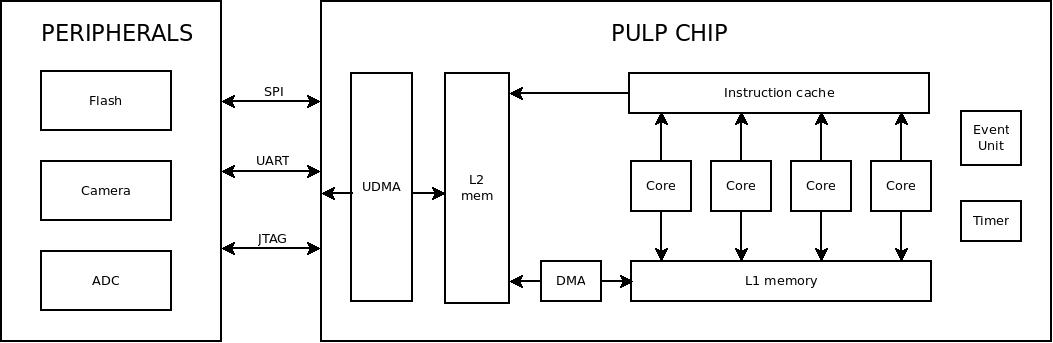 PERIPHERALS
Flash
Camera
ADC
SPI
UART
JTAG
PULP CHIP
UDMA
L2
mem
Instruction cache
Core
Core
Core
Core
DMA
L1 memory
Event
Unit
Timer